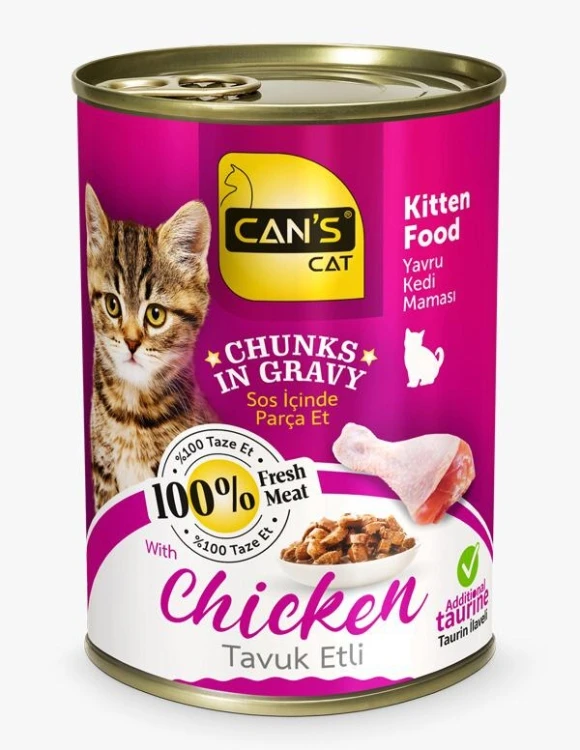 CAN'S®
CAT
Kitten
Food
Yavru
Kedi
Maması
CHUNKS
IN GRAVY
Sos İçinde
Parça Et
%100 Taze Et
100% Fresh
Meat
%100 Taze Et
With
Chicken
Tavuk Etli
Additional
taurine
Taurin İlaveli